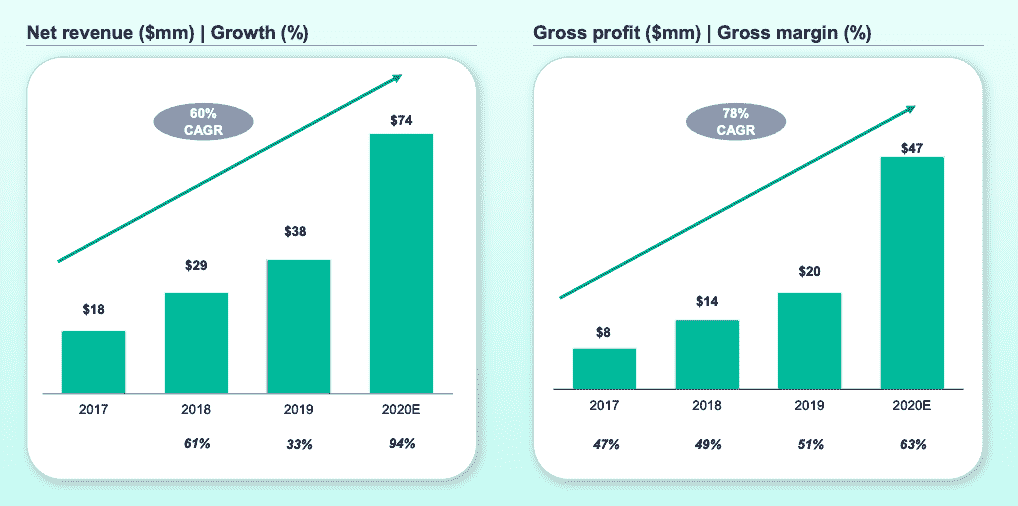 Net revenue ($mm) | Growth (%)
60%
CAGR
$74
$38
$29
$18
2017 2018 2019 2020E
61% 33% 94%
Gross profit ($mm) | Gross margin (%)
78%
CAGR
$47
$20
$14
$8
2017 2018 2019 2020E
47% 49% 51% 63%